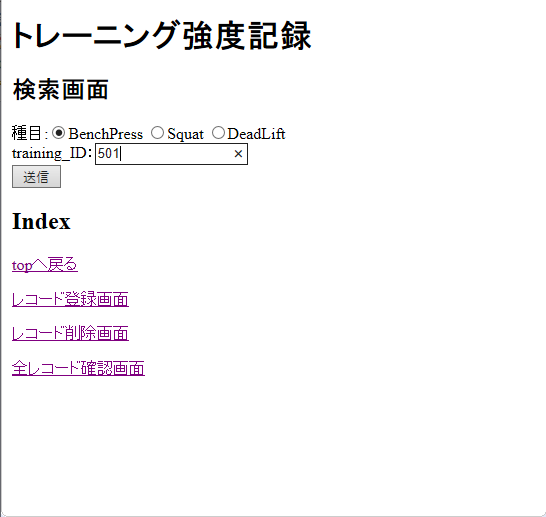 トレーニング強度記録
検索画面
種目: BenchPress Squat DeadLift
training_ID: 501
送信
Index
topへ戻る
レコード登録画面
レコード削除画面
全レコード確認画面